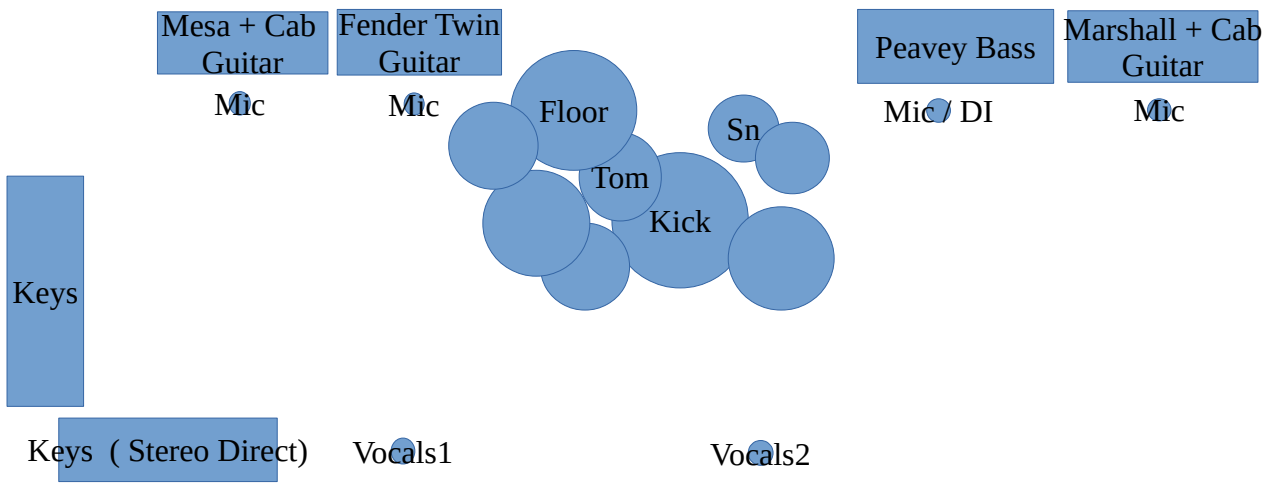 Mesa + Cab
Guitar
Fender Twin
Guitar
Peavey Bass
Marshall + Cab
Guitar
Mic
Mic
Floor
Sn
Mic / DI
Mic
Tom
Kick
Keys
Keys ( Stereo Direct)
Vocals1
Vocals2